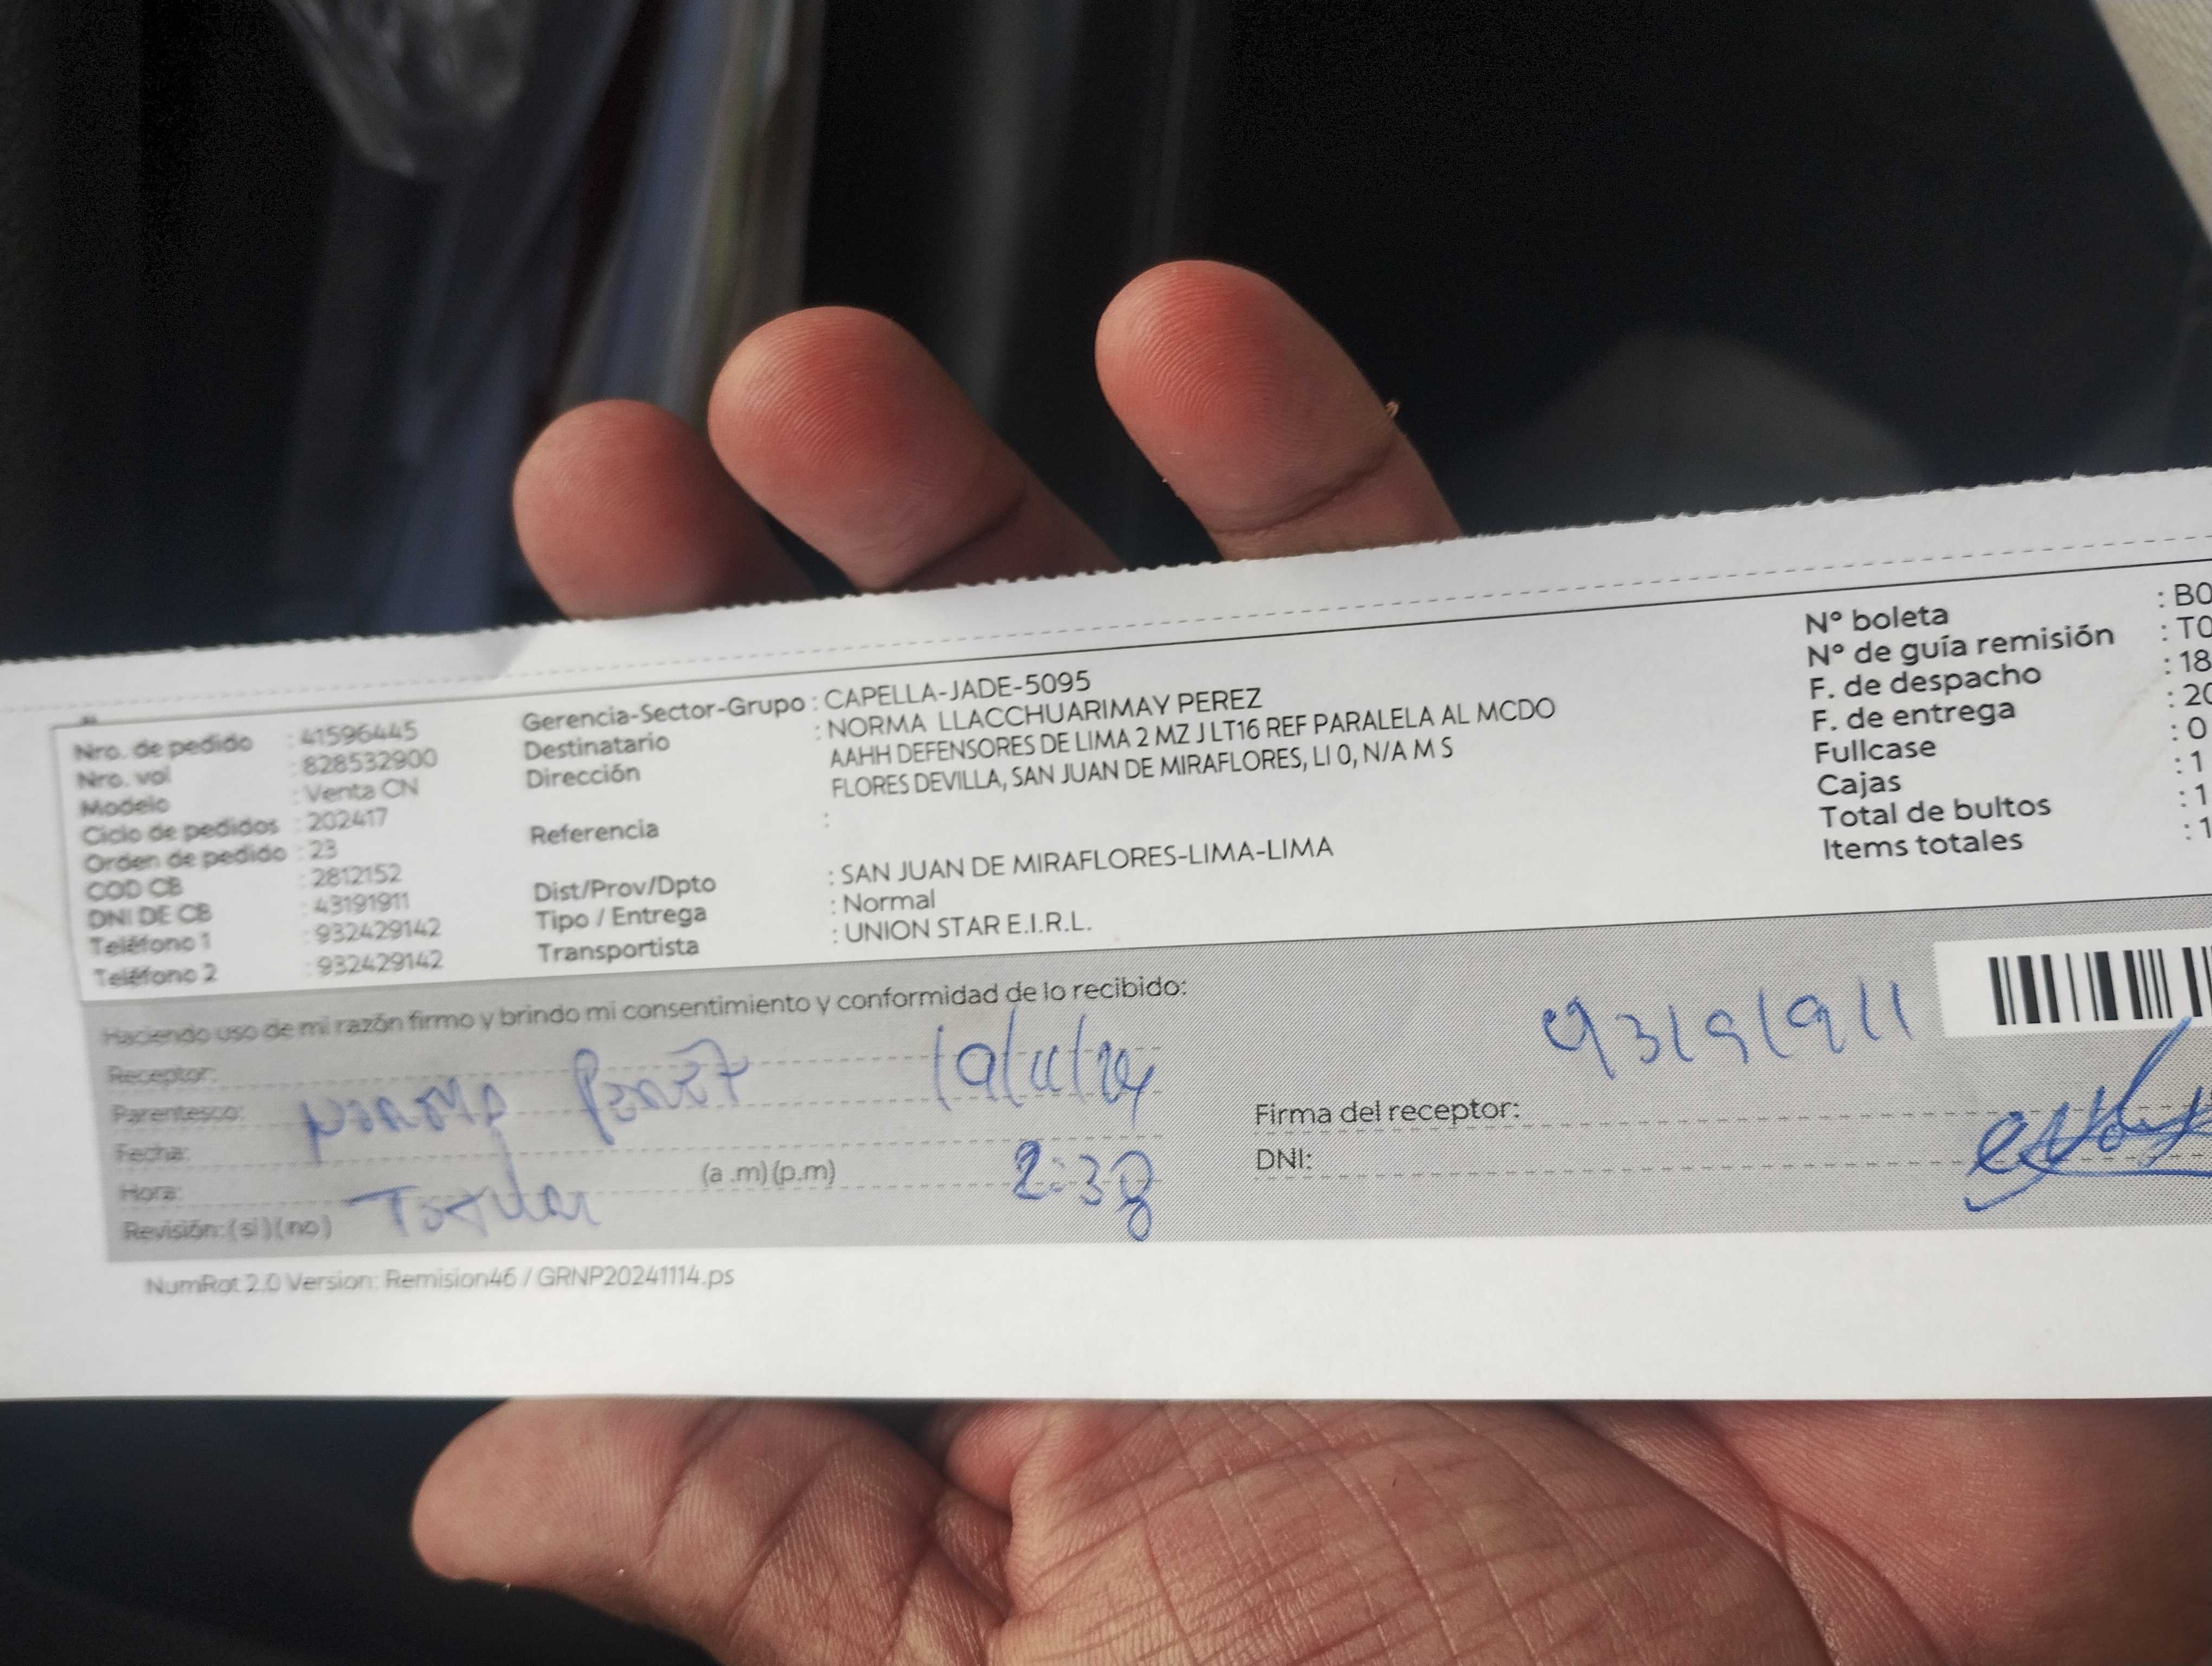 Nro. de pedido : 41596445
Nro. vol : 828532900
Modelo : Venta CN
Ciclo de pedidos : 202417
Orden de pedido : 23
COD CB : 2812152
DNI DE CB : 43191911
Teléfono 1 : 932429142
Teléfono 2 : 932429142
Gerencia-Sector-Grupo : CAPELLA-JADE-5095
Destinatario : NORMA LLACCHUARIMAY PEREZ
Dirección AAHH DEFENSORES DE LIMA 2 MZ J LT16 REF PARALELA AL MCDO
FLORES DEVILLA, SAN JUAN DE MIRAFLORES, LI 0, N/A M S
Referencia :
Dist/Prov/Dpto : SAN JUAN DE MIRAFLORES-LIMA-LIMA
Tipo / Entrega : Normal
Transportista : UNION STAR E.I.R.L.
N° boleta : B0
N° de guía remisión : T0
F. de despacho : 18
F. de entrega : 20
Fullcase : 0
Cajas : 1
Total de bultos : 1
Items totales : 1
Haciendo uso de mi razón firmo y brindo mi consentimiento y conformidad de lo recibido:
Receptor:
Parentesco: Norma Perez 19/11/24
Fecha:
Hora: (a .m) (p.m) 2:38
Revisión: (si) (no) Titular
43191911
Firma del receptor:
DNI:
NumRot 2.0 Version: Remision46 / GRNP20241114.ps